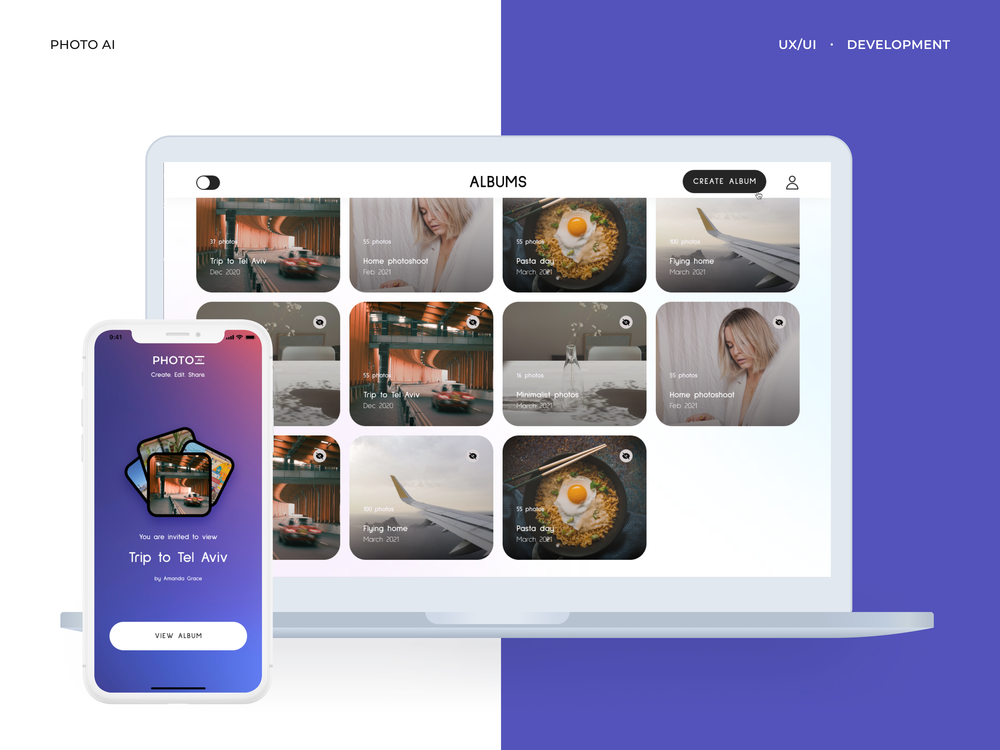 PHOTO AI
UX/UI · DEVELOPMENT
ALBUMS
CREATE ALBUM
37 photos
Trip to Tel Aviv
Dec 2020
55 photos
Home photoshoot
Feb 2021
55 photos
Pasta day
March 2021
100 photos
Flying home
March 2021
55 photos
Trip to Tel Aviv
Dec 2020
16 photos
Minimalist photos
March 2021
55 photos
Home photoshoot
Feb 2021
100 photos
Flying home
March 2021
55 photos
Pasta day
March 2021
9:41
PHOTO AI
Create. Edit. Share.
You are invited to view
Trip to Tel Aviv
by Amanda Grace
VIEW ALBUM